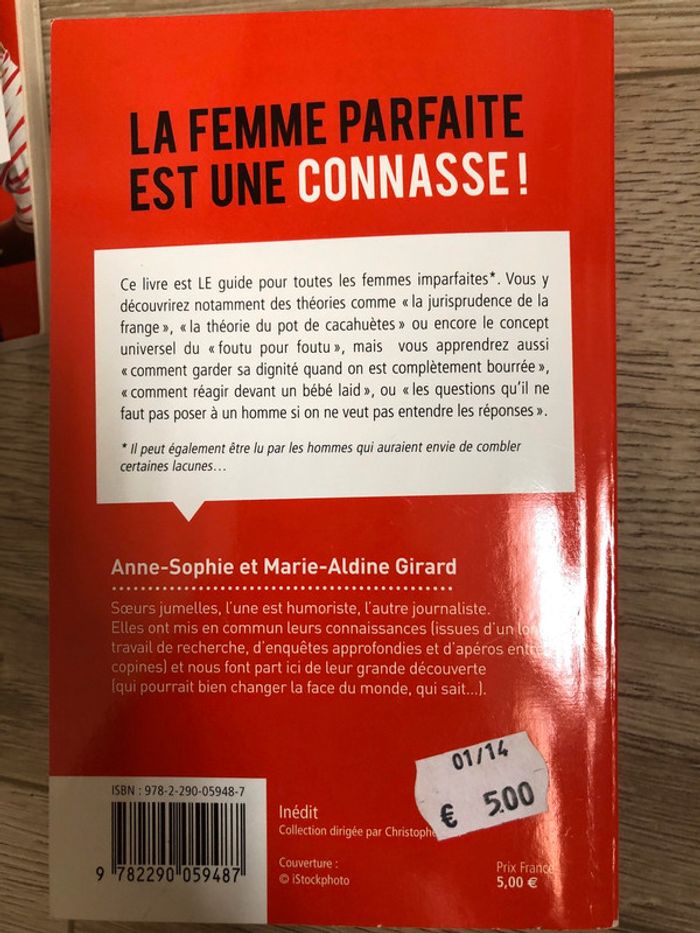 LA FEMME PARFAITE
EST UNE CONNASSE !
Ce livre est LE guide pour toutes les femmes imparfaites*. Vous y
découvrirez notamment des théories comme « la jurisprudence de la
frange », « la théorie du pot de cacahuètes » ou encore le concept
universel du « foutu pour foutu », mais vous apprendrez aussi
« comment garder sa dignité quand on est complètement bourrée »,
« comment réagir devant un bébé laid », ou « les questions qu'il ne
faut pas poser à un homme si on ne veut pas entendre les réponses ».
* Il peut également être lu par les hommes qui auraient envie de combler
certaines lacunes…
Anne-Sophie et Marie-Aldine Girard
Sœurs jumelles, l'une est humoriste, l'autre journaliste.
Elles ont mis en commun leurs connaissances (issues d'un long
travail de recherche, d'enquêtes approfondies et d'apéros entre
copines) et nous font part ici de leur grande découverte
(qui pourrait bien changer la face du monde, qui sait…).
01/14
€ 5.00
ISBN : 978-2-290-05948-7
9 782290 059487
Inédit
Collection dirigée par Christophe
Couverture :
© iStockphoto
Prix France
5,00 €